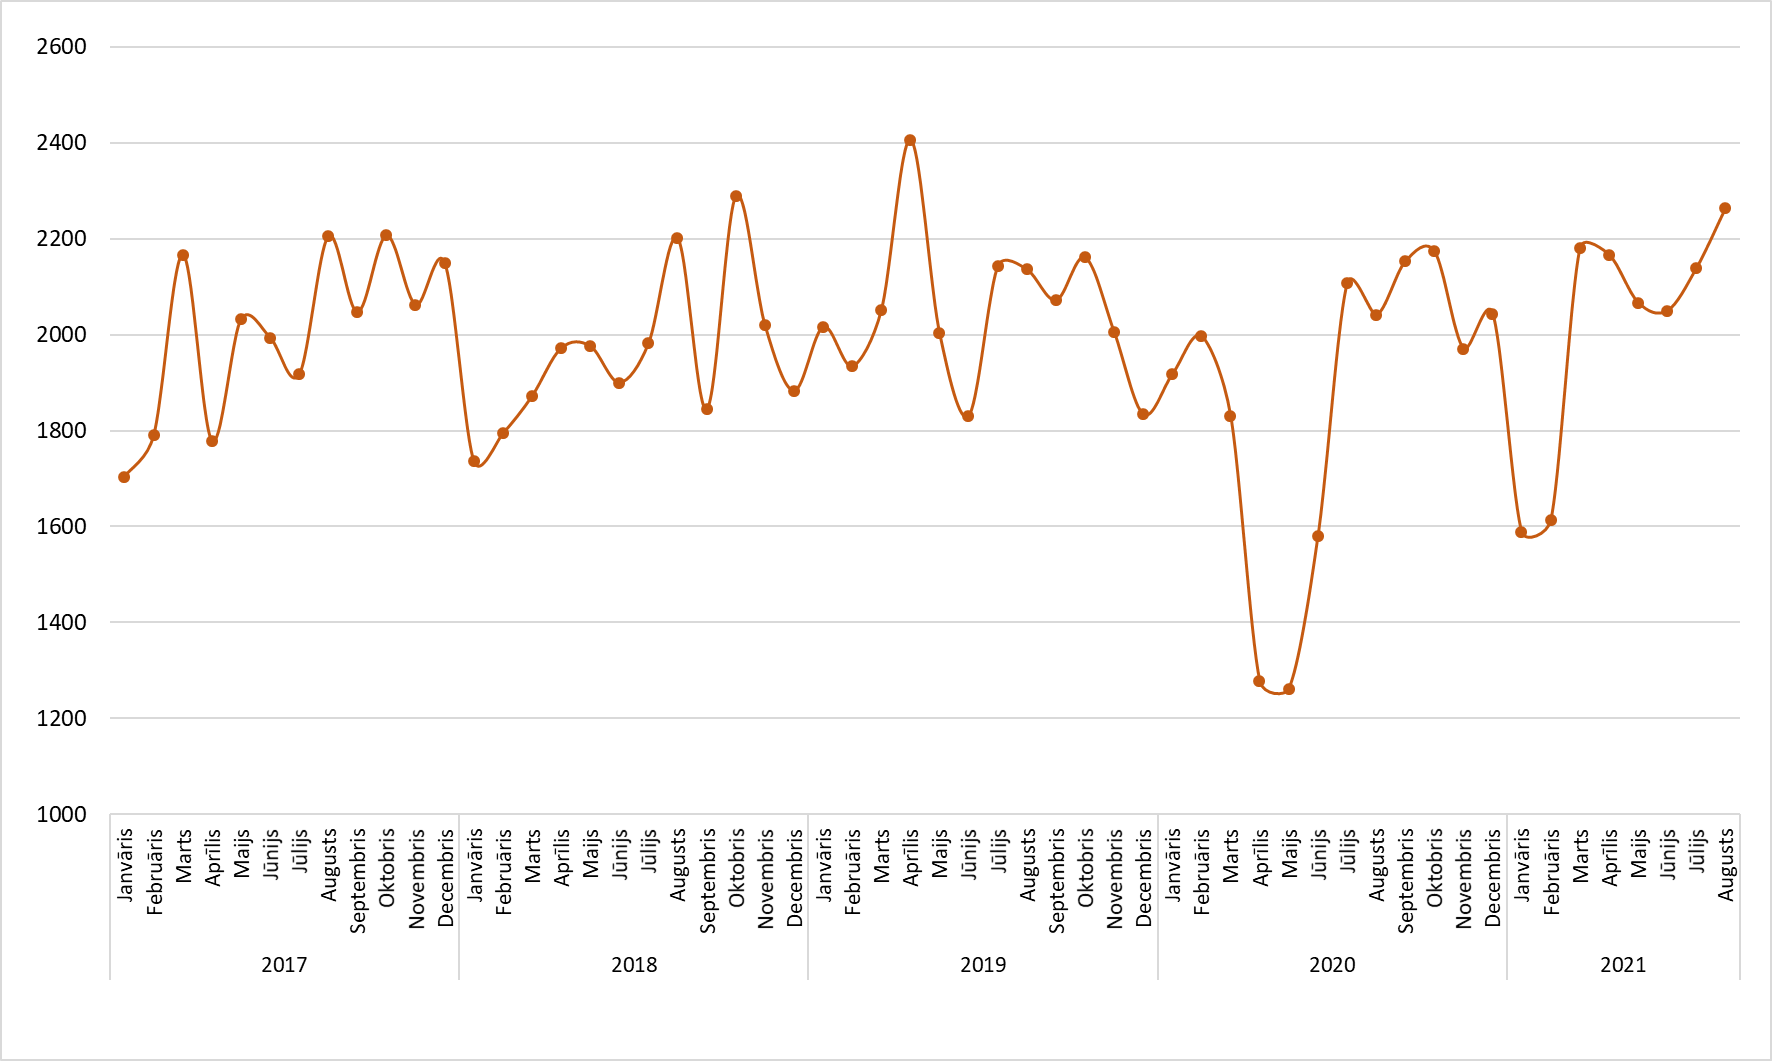 2600
2400
2200
2000
1800
1600
1400
1200
1000
Janvāris
Februāris
Marts
Aprīlis
Maijs
Jūnijs
Jūlijs
Augusts
Septembris
Oktobris
Novembris
Decembris
Janvāris
Februāris
Marts
Aprīlis
Maijs
Jūnijs
Jūlijs
Augusts
Septembris
Oktobris
Novembris
Decembris
Janvāris
Februāris
Marts
Aprīlis
Maijs
Jūnijs
Jūlijs
Augusts
Septembris
Oktobris
Novembris
Decembris
Janvāris
Februāris
Marts
Aprīlis
Maijs
Jūnijs
Jūlijs
Augusts
Septembris
Oktobris
Novembris
Decembris
Janvāris
Februāris
Marts
Aprīlis
Maijs
Jūnijs
Jūlijs
Augusts
2017
2018
2019
2020
2021